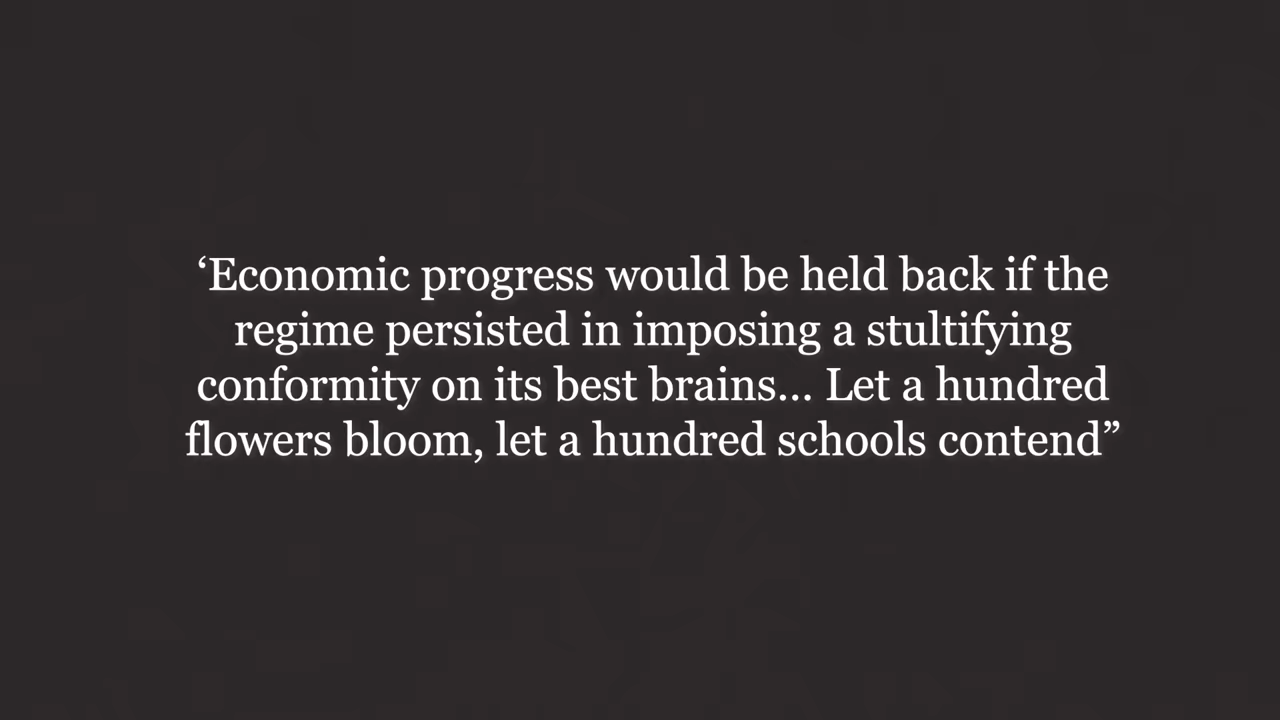 ‘Economic progress would be held back if the
regime persisted in imposing a stultifying
conformity on its best brains... Let a hundred
flowers bloom, let a hundred schools contend”